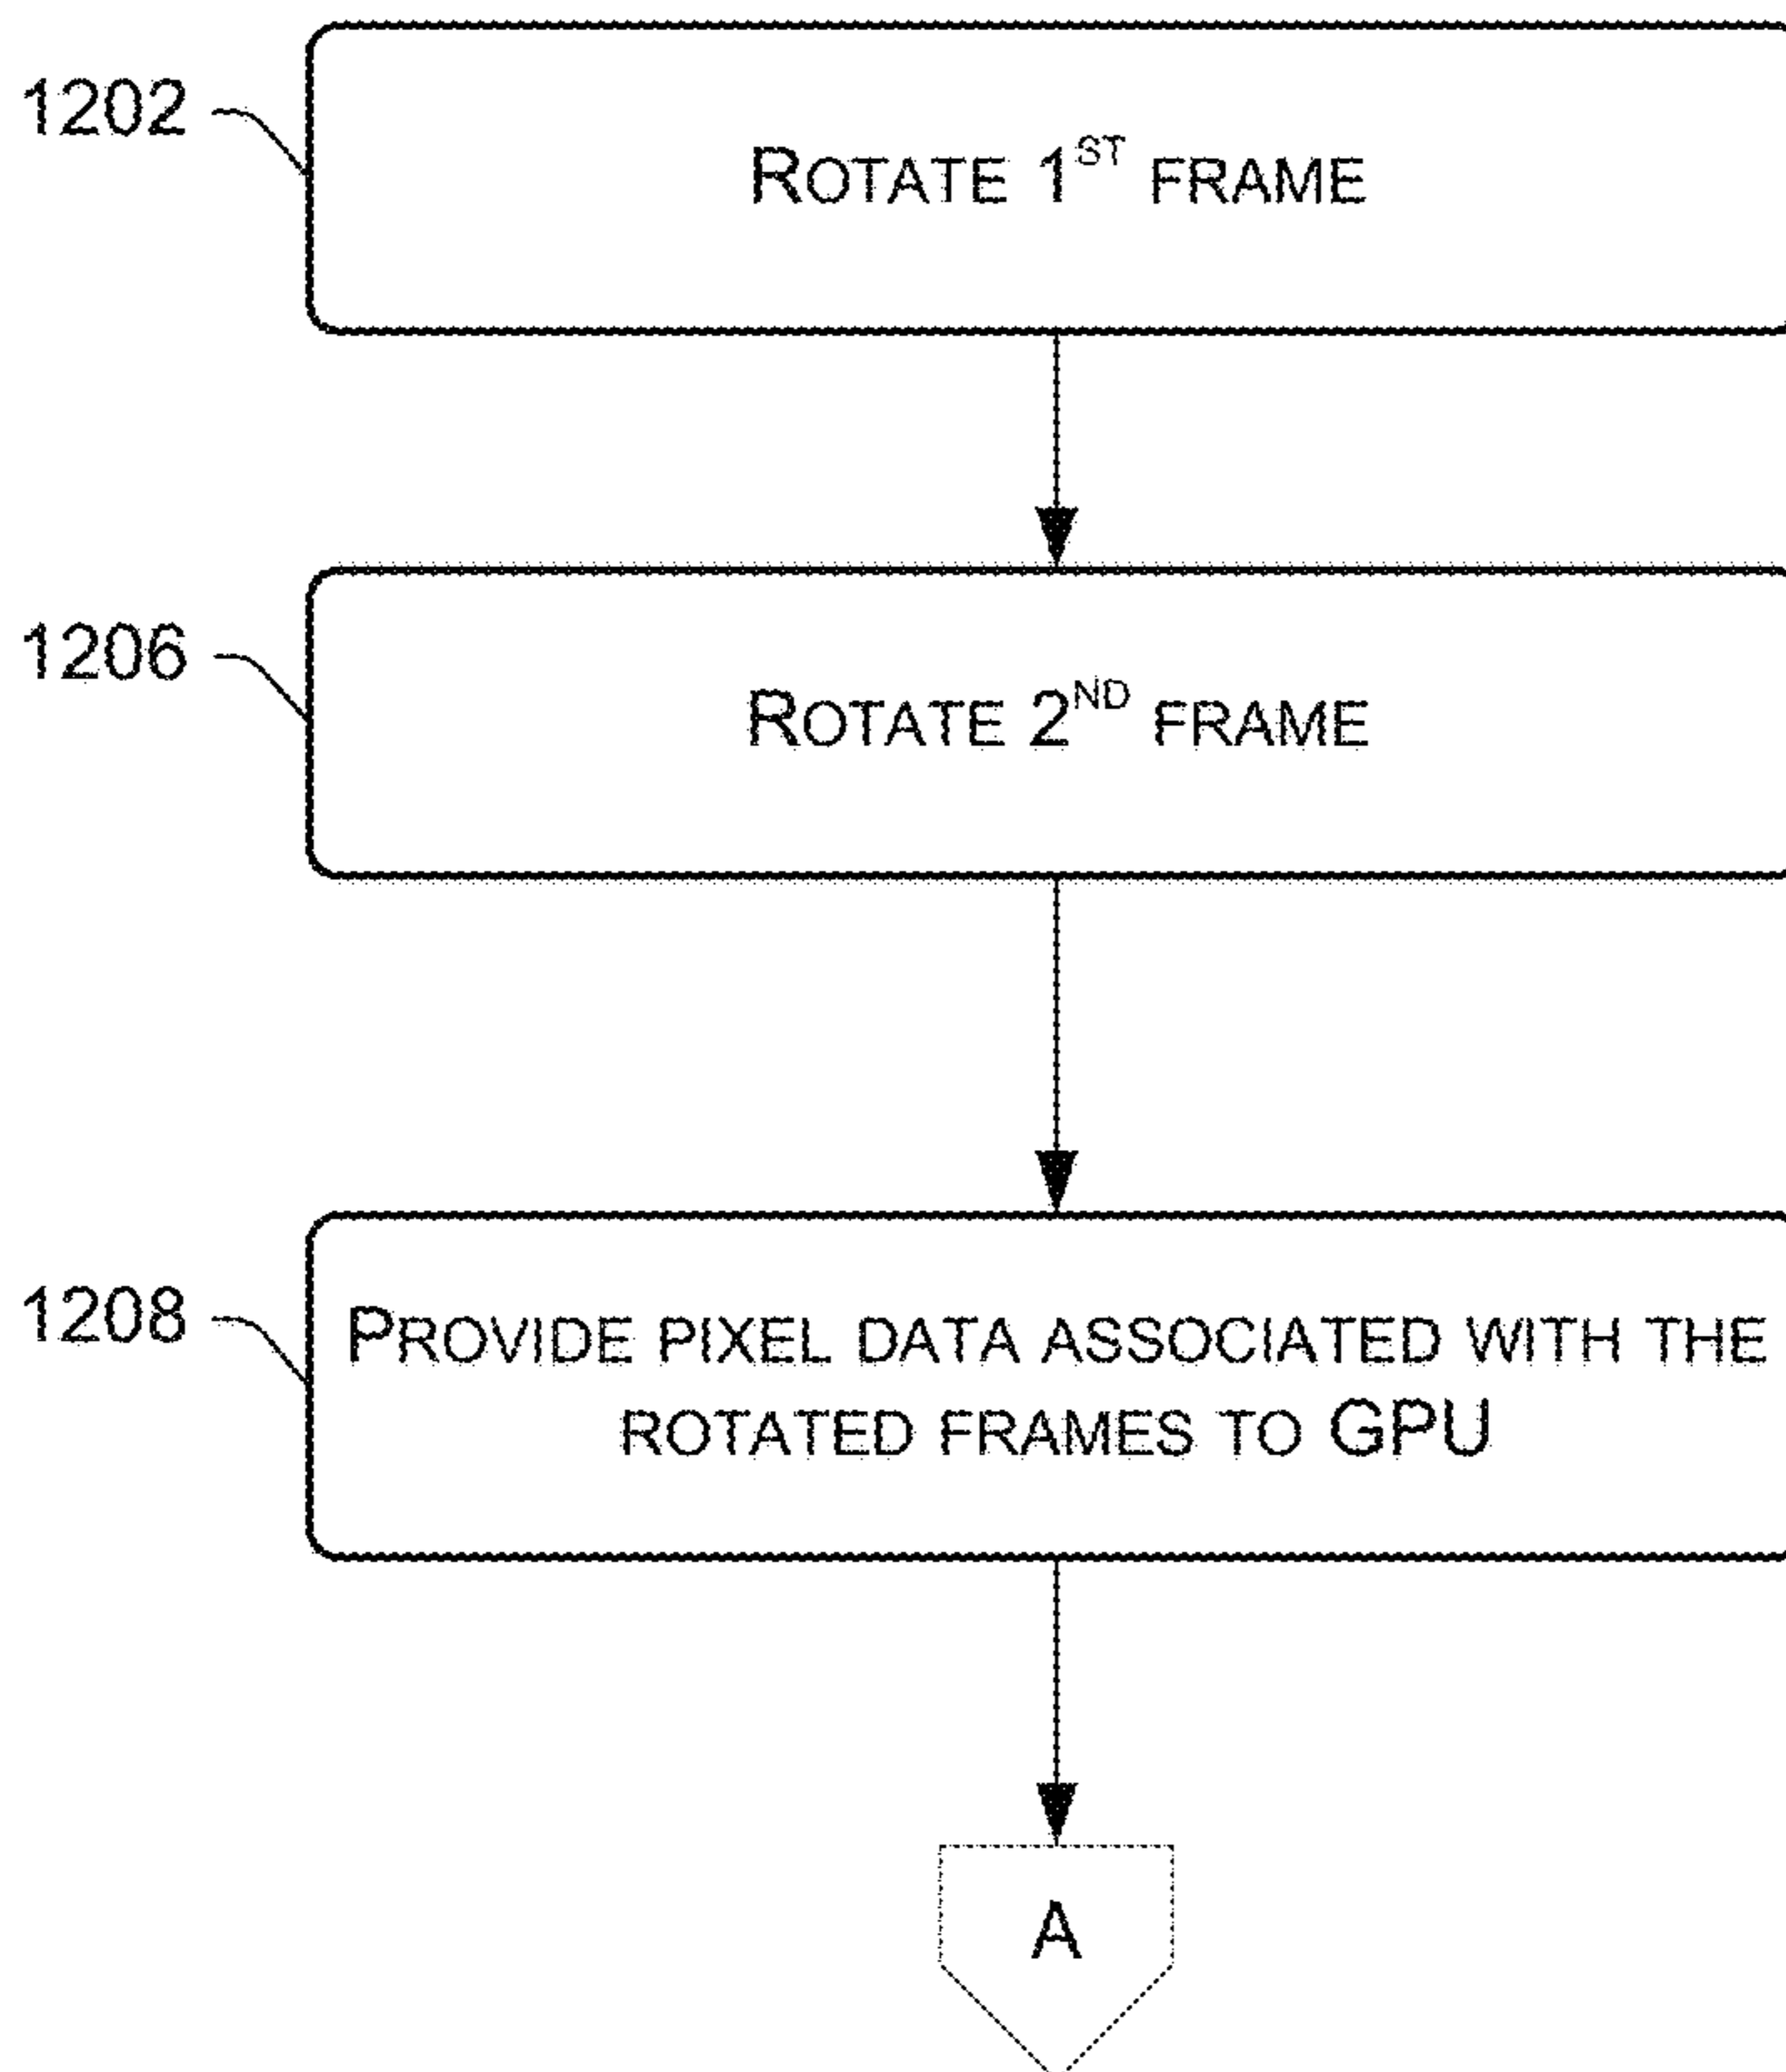 1202
ROTATE 1ST FRAME
1206
ROTATE 2ND FRAME
1208
PROVIDE PIXEL DATA ASSOCIATED WITH THE
ROTATED FRAMES TO GPU
A